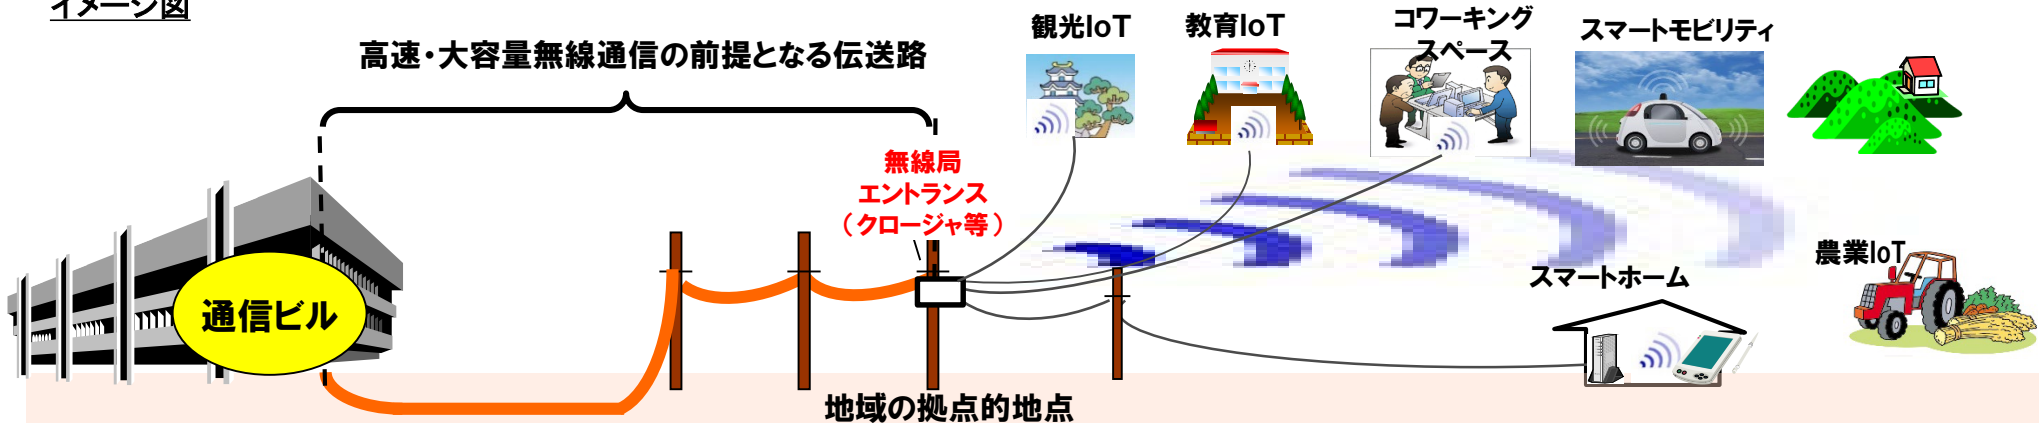 イメージ図
高速・大容量無線通信の前提となる伝送路
観光IoT
教育IoT
コワーキング
スペース
スマートモビリティ
無線局
エントランス
（クロージャ等）
通信ビル
スマートホーム
農業IoT
地域の拠点的地点